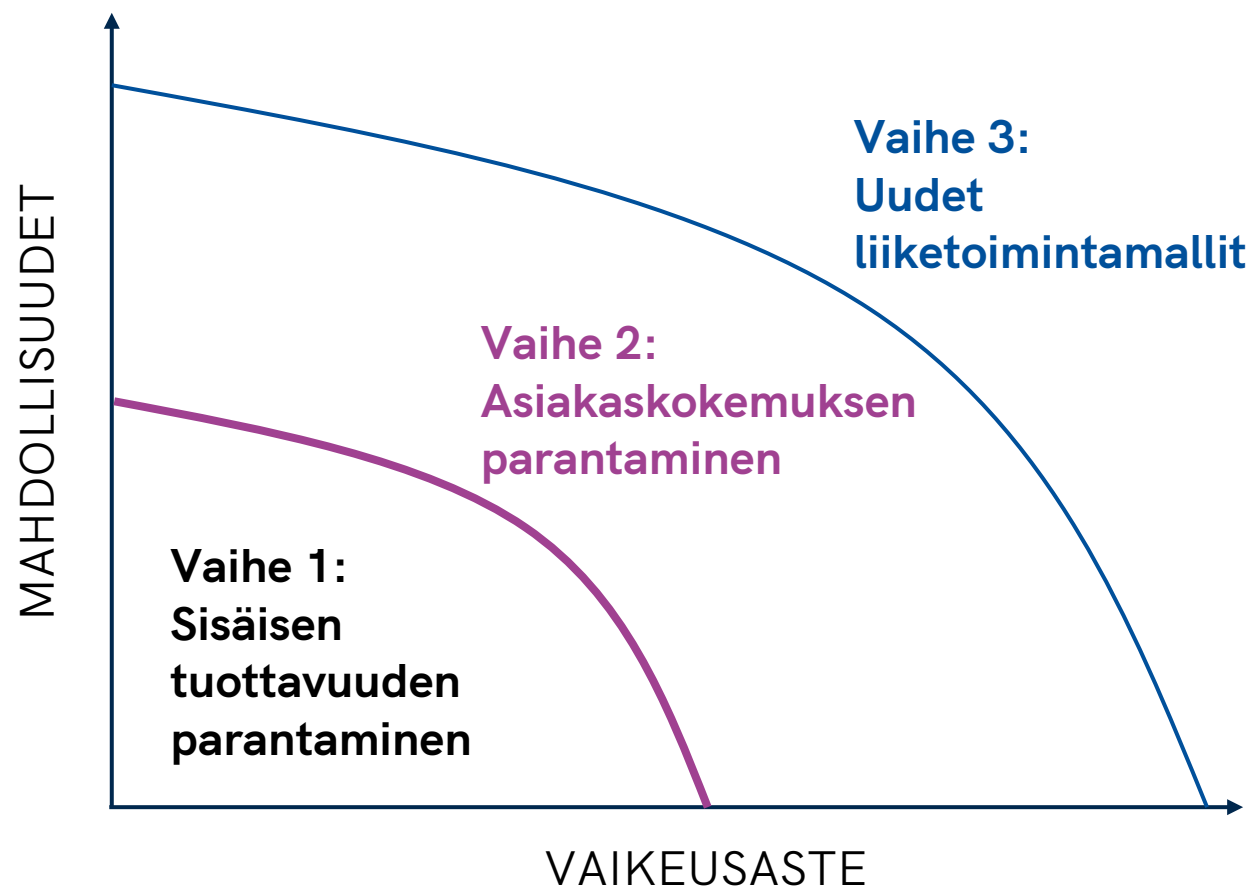 MAHDOLLISUUDET
Vaihe 3:
Uudet
liiketoimintamallit
Vaihe 2:
Asiakaskokemuksen
parantaminen
Vaihe 1:
Sisäisen
tuottavuuden
parantaminen
VAIKEUSASTE